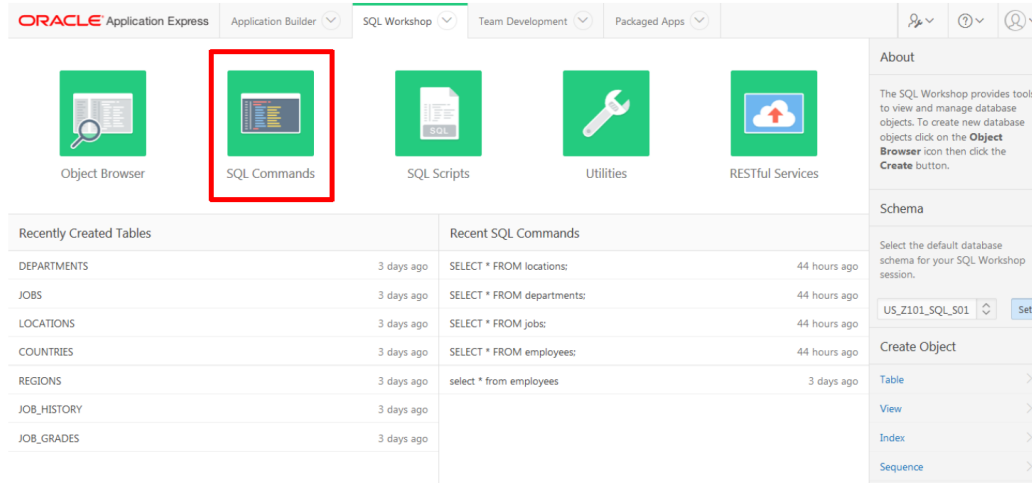 ORACLE Application Express
Application Builder
SQL Workshop
Team Development
Packaged Apps
SQL
Object Browser
SQL Commands
SQL Scripts
Utilities
RESTful Services
Recently Created Tables
DEPARTMENTS 3 days ago
JOBS 3 days ago
LOCATIONS 3 days ago
COUNTRIES 3 days ago
REGIONS 3 days ago
JOB_HISTORY 3 days ago
JOB_GRADES 3 days ago
Recent SQL Commands
SELECT * FROM locations; 44 hours ago
SELECT * FROM departments; 44 hours ago
SELECT * FROM jobs; 44 hours ago
SELECT * FROM employees; 44 hours ago
select * from employees 3 days ago
About
The SQL Workshop provides tools
to view and manage database
objects. To create new database
objects click on the Object
Browser icon then click the
Create button.
Schema
Select the default database
schema for your SQL Workshop
session.
US_Z101_SQL_S01 Set
Create Object
Table
View
Index
Sequence